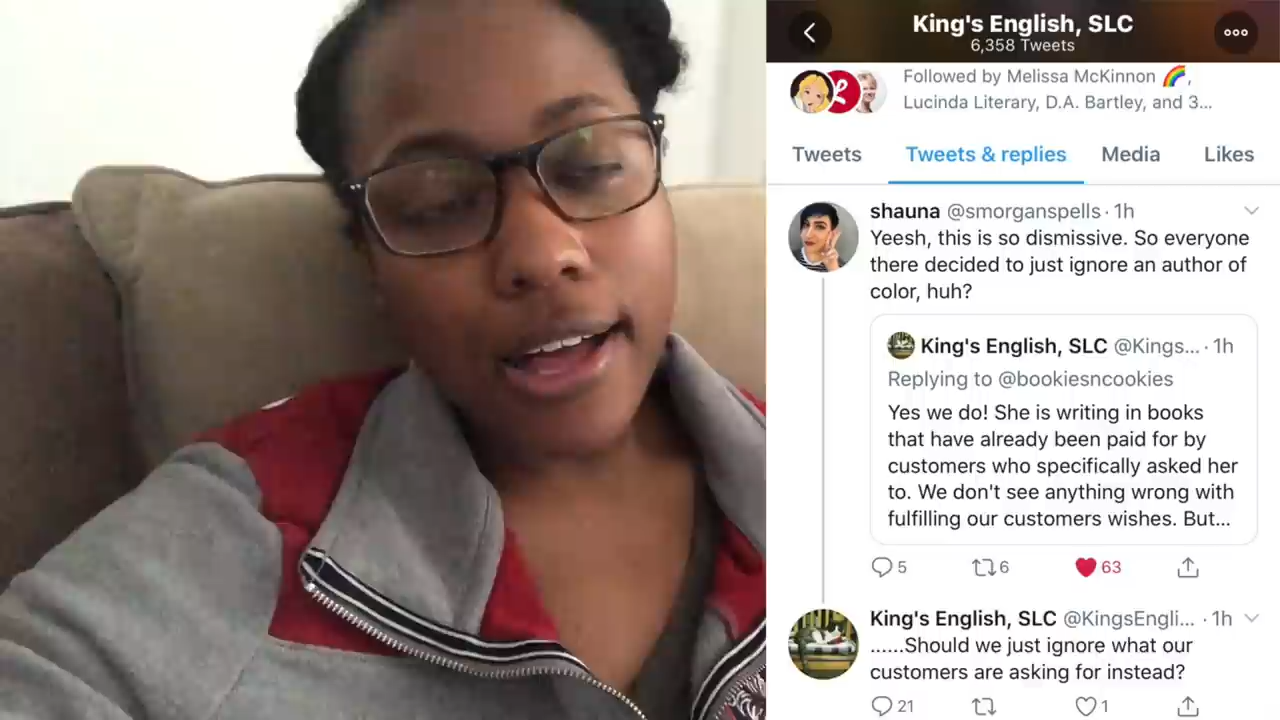 King's English, SLC
6,358 Tweets
Followed by Melissa McKinnon 🌈,
Lucinda Literary, D.A. Bartley, and 3...
Tweets Tweets & replies Media Likes
shauna @smorganspells · 1h
Yeesh, this is so dismissive. So everyone
there decided to just ignore an author of
color, huh?
King's English, SLC @Kings... · 1h
Replying to @bookiesncookies
Yes we do! She is writing in books
that have already been paid for by
customers who specifically asked her
to. We don't see anything wrong with
fulfilling our customers wishes. But...
5 6 63
King's English, SLC @KingsEngli... · 1h
......Should we just ignore what our
customers are asking for instead?
21 1